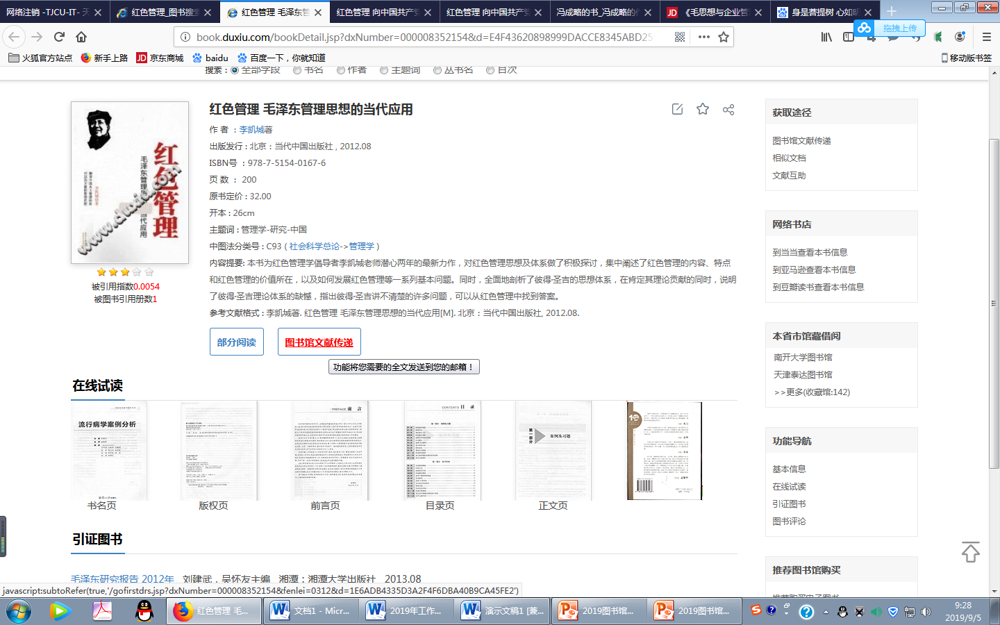 网络注销 -TJCU-IT- 天
红色管理_图书搜索
红色管理 毛泽东管
红色管理 向中国共产党
红色管理 向中国共产党
冯成略的书_冯成略的作
《毛思想与企业管
身是菩提树 心如明
book.duxiu.com/bookDetail.jsp?dxNumber=000008352154&d=E4F43620898999DACCE8345ABD25
拖拽上传
火狐官方站点
新手上路
京东商城
baidu
百度一下，你就知道
移动版书签
搜索：
全部字段
书名
作者
主题词
丛书名
目次
红色管理 毛泽东管理思想的当代应用
作 者 ：李凯城著
出版发行 : 北京：当代中国出版社 , 2012.08
ISBN号 ：978-7-5154-0167-6
页 数 ： 200
原书定价 : 32.00
开本 : 26cm
主题词 : 管理学-研究-中国
中图法分类号 : C93 ( 社会科学总论->管理学 )
内容提要: 本书为红色管理学倡导者李凯城老师潜心两年的最新力作，对红色管理思想及体系做了积极探讨，集中阐述了红色管理的内容、特点
和红色管理的价值所在，以及如何发展红色管理等一系列基本问题。同时，全面地剖析了彼得·圣吉的思想体系，在肯定其理论贡献的同时，说明
了彼得·圣吉理论体系的缺憾，指出彼得·圣吉讲不清楚的许多问题，可以从红色管理中找到答案。
参考文献格式 : 李凯城著. 红色管理 毛泽东管理思想的当代应用[M]. 北京：当代中国出版社, 2012.08.
红色管理
www.duxiu.com
被引用指数0.0054
被图书引用册数1
部分阅读
图书馆文献传递
功能将您需要的全文发送到您的邮箱！
在线试读
流行病学案例分析
PREFACE 前 言
CONTENTS 目 录
第一部分
案例及习题
书名页
版权页
前言页
目录页
正文页
引证图书
毛泽东研究报告 2012年 刘建武，吴怀友主编 湘潭：湘潭大学出版社 2013.08
获取途径
图书馆文献传递
相似文档
文献互助
网络书店
到当当查看本书信息
到亚马逊查看本书信息
到豆瓣读书查看本书信息
本省市馆藏借阅
南开大学图书馆
天津泰达图书馆
>>更多(收藏馆:142)
功能导航
基本信息
在线试读
引证图书
图书评论
推荐图书馆购买
推荐购买电子图书
javascript:subtoRefer(true,'/gofirstdrs.jsp?dxNumber=000008352154&fenlei=0312&d=1E6ADB4335D3A2F4F6DBA40B9CA45FE2')
红色管理 毛...
文档1 - Micr...
2019年工作...
演示文稿1 [兼...
2019图书馆...
2019图书馆...
9:28
2019/9/5